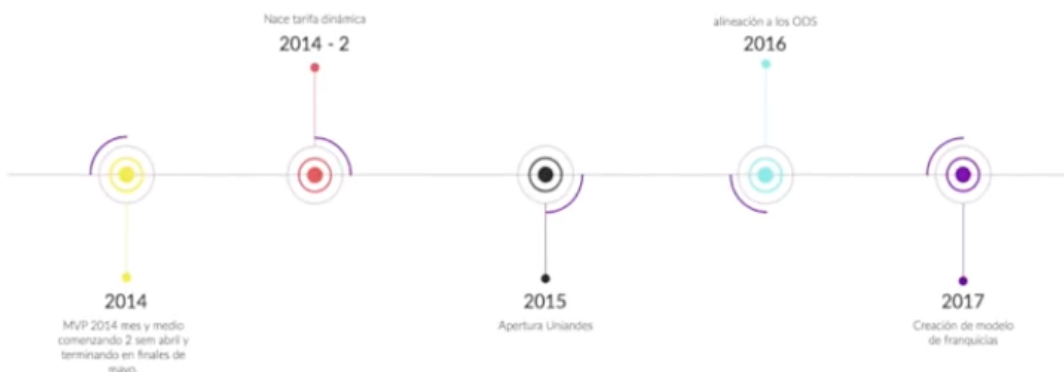 Nace tarifa dinámica
2014 - 2
alineación a los ODS
2016
2014
MVP 2014 mes y medio
comenzando 2 sem abril y
terminando en finales de
mayo.
2015
Apertura Uniandes
2017
Creación de modelo
de franquicias